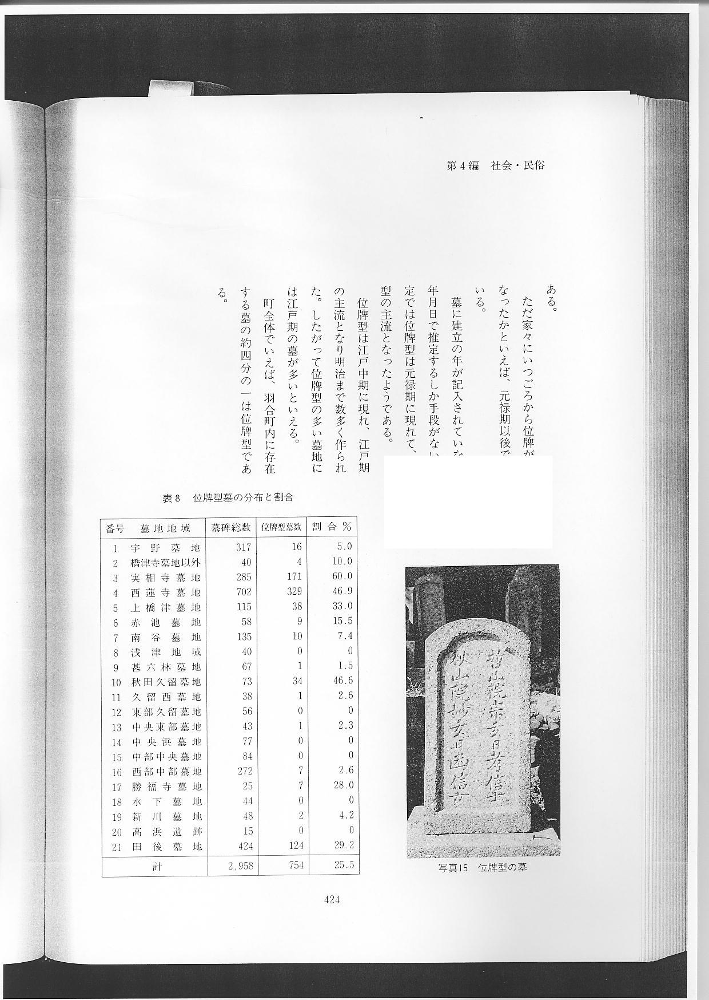 第4編　社会・民俗
ある。
ただ家々にいつごろから位牌が
なったかといえば、元禄期以後で
いる。
墓に建立の年が記入されていな
年月日で推定するしか手段がない
定では位牌型は元禄期に現れて、
型の主流となったようである。
位牌型は江戸中期に現れ、江戸期
の主流となり明治まで数多く作られ
た。したがって位牌型の多い墓地に
は江戸期の墓が多いといえる。
町全体でいえば、羽合町内に存在
する墓の約四分の一は位牌型であ
る。
表8　位牌型墓の分布と割合
番号 墓地地域 墓碑総数 位牌型墓数 割合%
1 宇野墓地 317 16 5.0
2 橋津寺墓地以外 40 4 10.0
3 実相寺墓地 285 171 60.0
4 西蓮寺墓地 702 329 46.9
5 上橋津墓地 115 38 33.0
6 赤池墓地 58 9 15.5
7 南谷墓地 135 10 7.4
8 浅津地域 40 0 0
9 甚六林墓地 67 1 1.5
10 秋田久留墓地 73 34 46.6
11 久留西墓地 38 1 2.6
12 東部久留墓地 56 0 0
13 中央東部墓地 43 1 2.3
14 中央浜墓地 77 0 0
15 中部中央墓地 84 0 0
16 西部中部墓地 272 7 2.6
17 勝福寺墓地 25 7 28.0
18 水下墓地 44 0 0
19 新川墓地 48 2 4.2
20 高浜遺跡 15 0 0
21 田後墓地 424 124 29.2
計 2,958 754 25.5
山院宗玄日孝信士
秋山院妙玄日幽信女
写真15　位牌型の墓
424